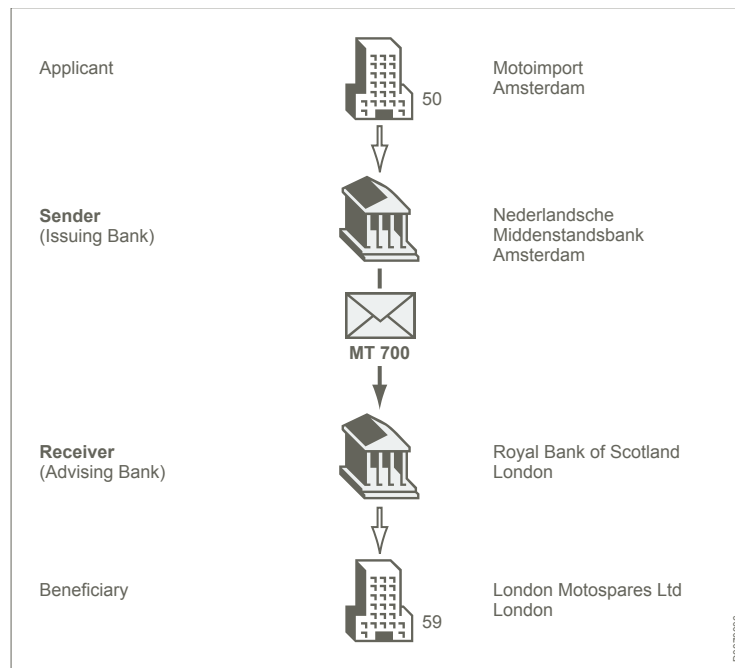 Applicant
50
Motoimport
Amsterdam
Sender
(Issuing Bank)
Nederlandsche
Middenstandsbank
Amsterdam
MT 700
Receiver
(Advising Bank)
Royal Bank of Scotland
London
Beneficiary
59
London Motospares Ltd
London